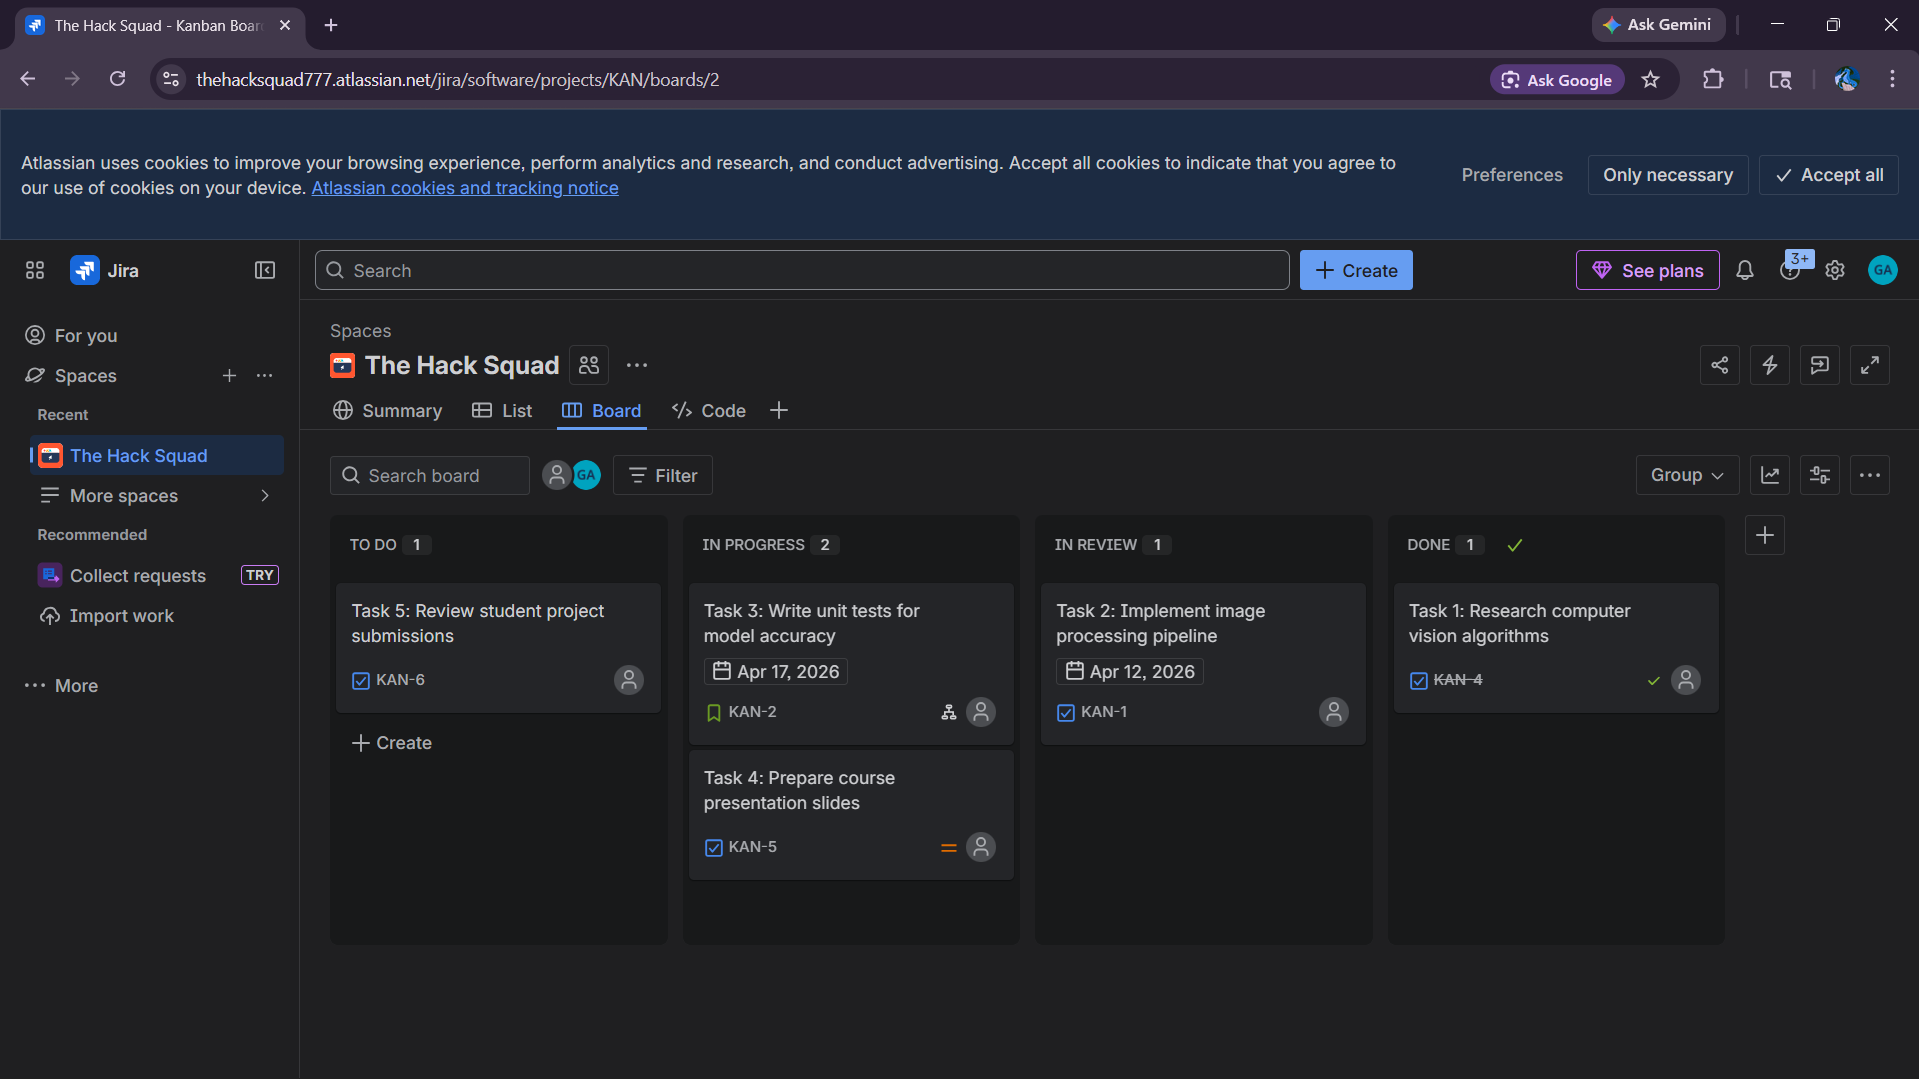 The Hack Squad - Kanban Boar
Ask Gemini
thehacksquad777.atlassian.net/jira/software/projects/KAN/boards/2
Ask Google
Atlassian uses cookies to improve your browsing experience, perform analytics and research, and conduct advertising. Accept all cookies to indicate that you agree to
our use of cookies on your device. Atlassian cookies and tracking notice
Preferences
Only necessary
Accept all
Jira
Search
Create
See plans
3+
GA
For you
Spaces
Recent
The Hack Squad
More spaces
Recommended
Collect requests
TRY
Import work
More
Spaces
The Hack Squad
Summary
List
Board
Code
Search board
GA
Filter
Group
TO DO 1
Task 5: Review student project
submissions
KAN-6
Create
IN PROGRESS 2
Task 3: Write unit tests for
model accuracy
Apr 17, 2026
KAN-2
Task 4: Prepare course
presentation slides
KAN-5
IN REVIEW 1
Task 2: Implement image
processing pipeline
Apr 12, 2026
KAN-1
DONE 1
Task 1: Research computer
vision algorithms
KAN-4